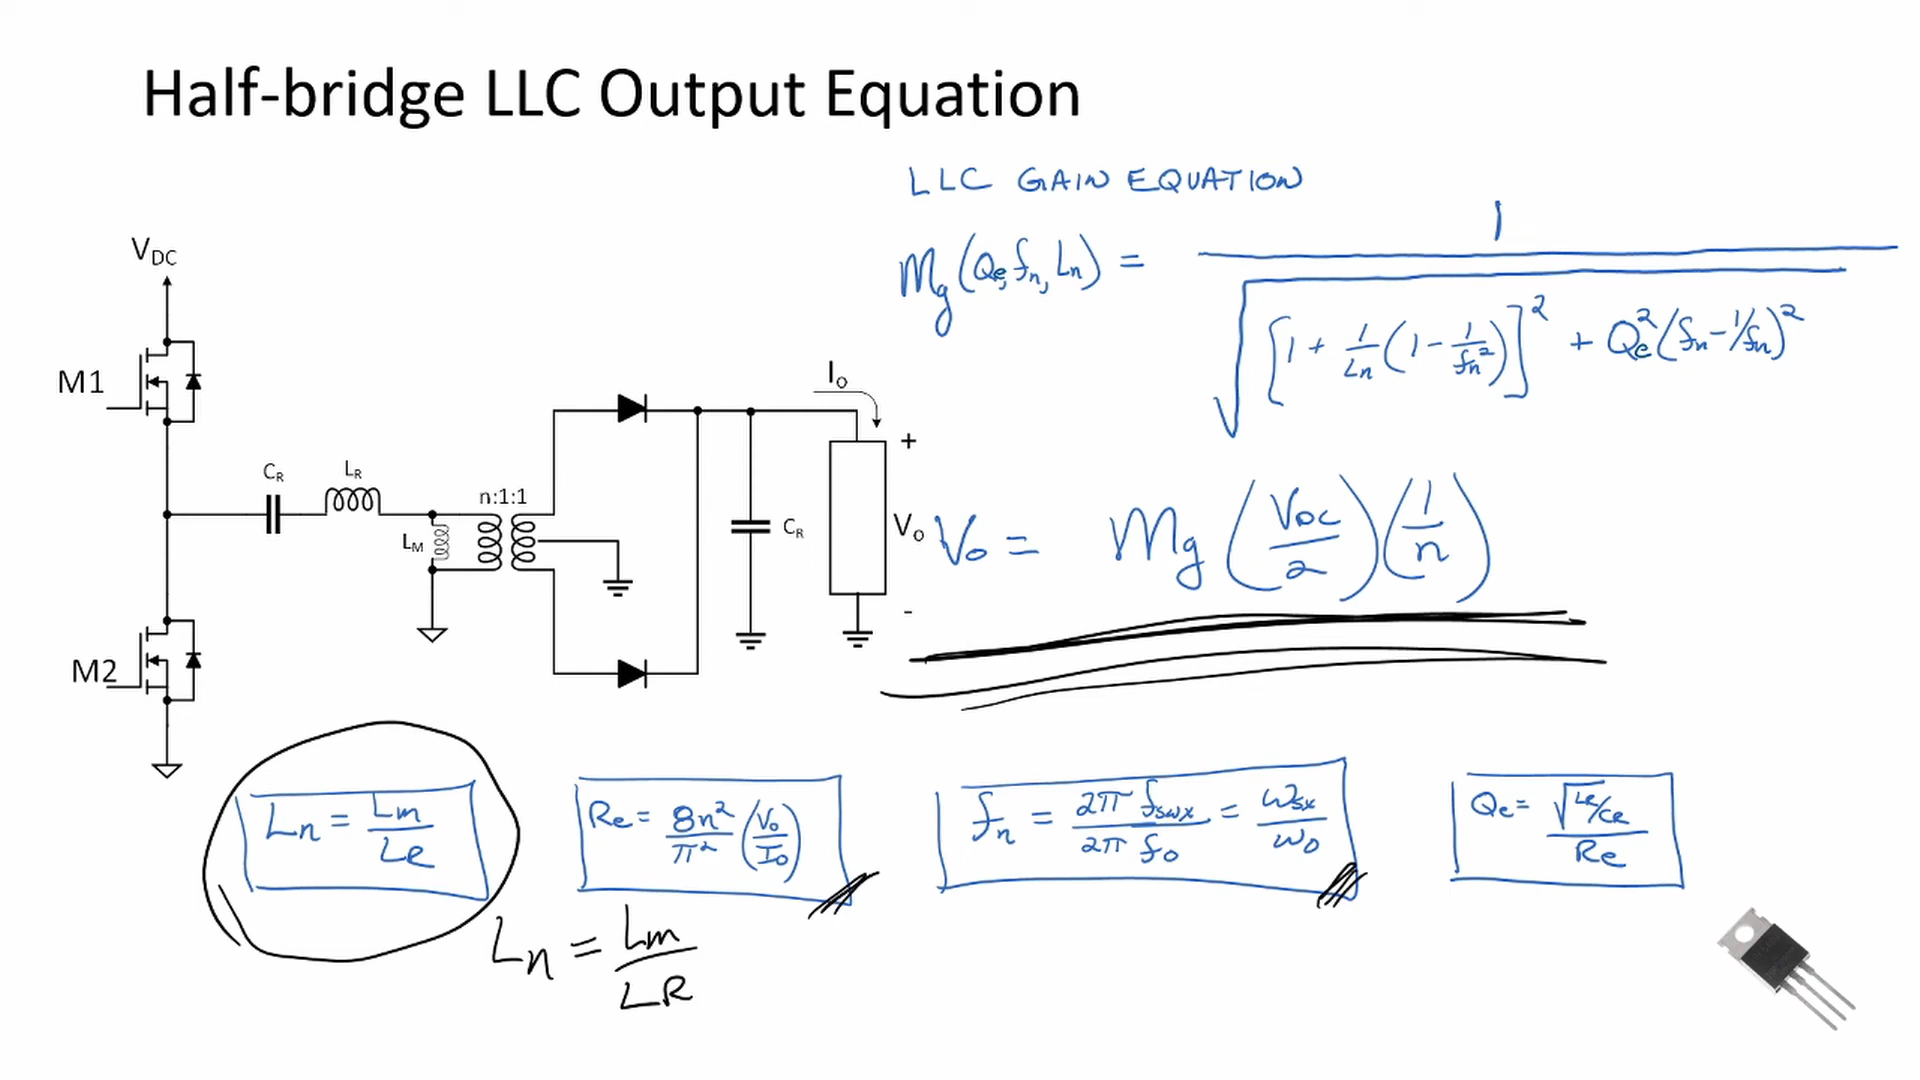 Half-bridge LLC Output Equation
LLC GAIN EQUATION
Mg (Qe, fn, Ln) = 1 / √([1 + 1/Ln (1 - 1/fn²)]² + Qe² (fn - 1/fn)²)
VDC
M1
M2
CR
LR
LM
n:1:1
CR
Io
+
Vo
-
Vo = Mg (VDC/2) (1/n)
Ln = Lm/LR
Re = 8n²/π² (Vo/Io)
fn = 2π fswx / 2π fo = ωsx/ωo
Qe = √(LR/CR) / Re
Ln = Lm/LR